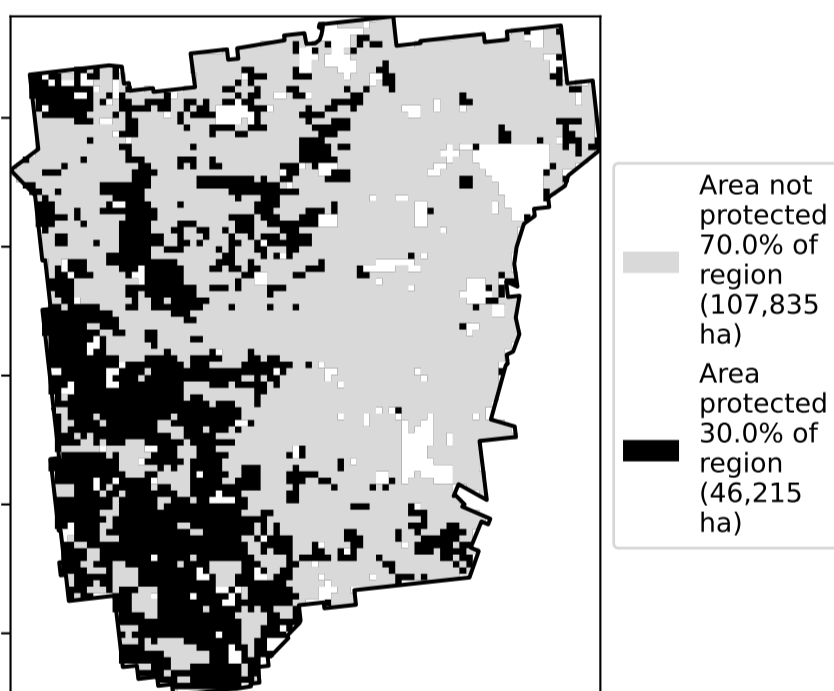 Area not
protected
70.0% of
region
(107,835
ha)
Area
protected
30.0% of
region
(46,215
ha)